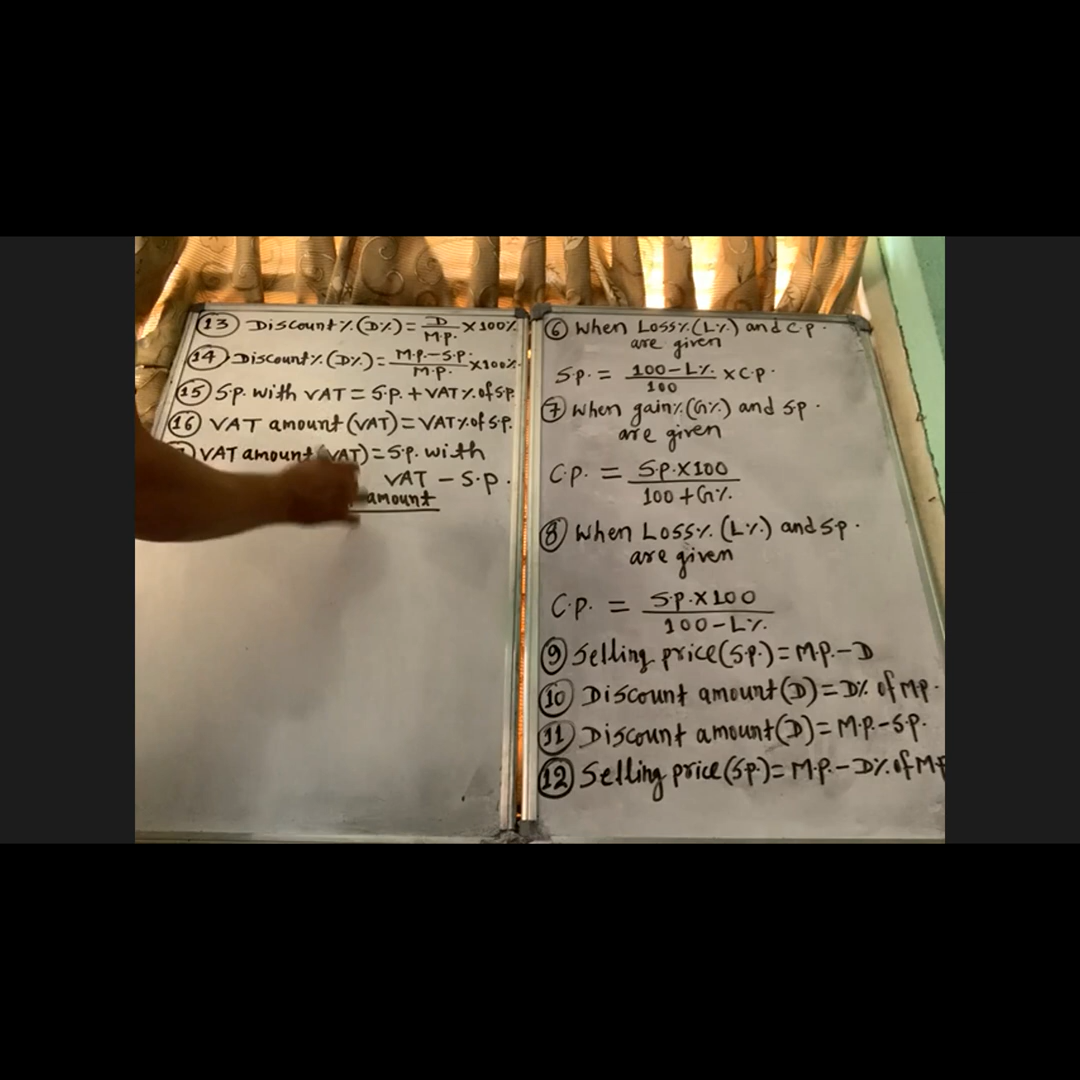 13 Discount % (D%) = D/M.P. × 100%
14 Discount % (D%) = M.P.-S.P./M.P. × 100%
15 S.P. with VAT = S.P. + VAT % of S.P.
16 VAT amount (VAT) = VAT % of S.P.
VAT amount (VAT) = S.P. with
VAT - S.P.
amount
6 When Loss % (L%) and C.P.
are given
S.P. = 100-L%/100 × C.P.
7 When gain % (G%) and S.P.
are given
C.P. = S.P. × 100/100 + G%
8 When Loss % (L%) and S.P.
are given
C.P. = S.P. × 100/100 - L%
9 Selling price (S.P.) = M.P. - D
10 Discount amount (D) = D% of M.P.
11 Discount amount (D) = M.P. - S.P.
12 Selling price (S.P.) = M.P. - D% of M.P